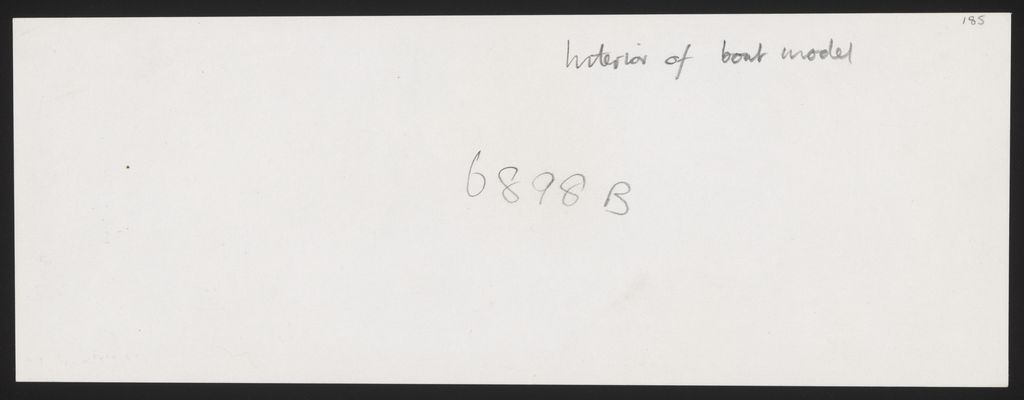 185
Interior of boat model
6898 B